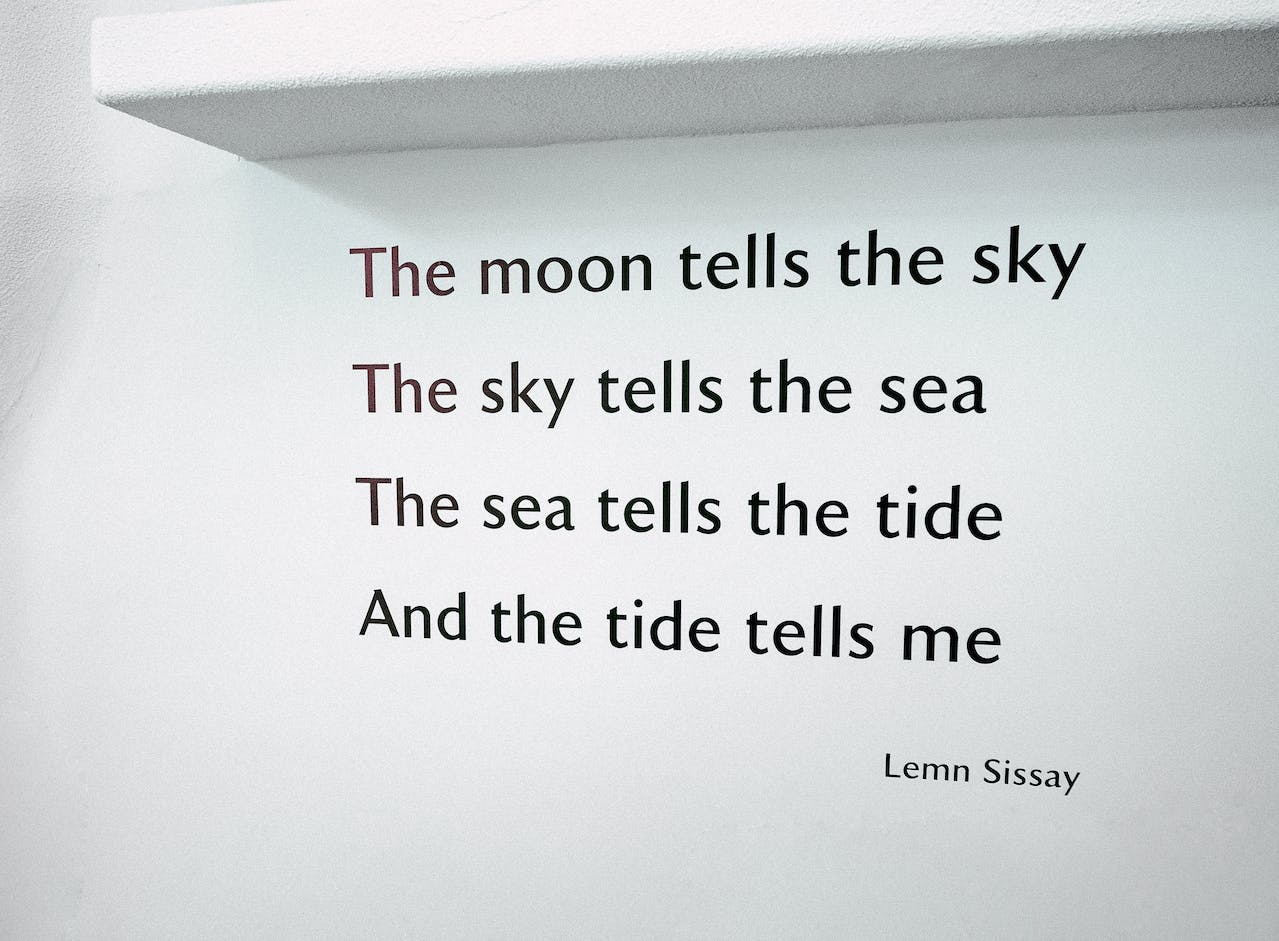 The moon tells the sky
The sky tells the sea
The sea tells the tide
And the tide tells me
Lemn Sissay